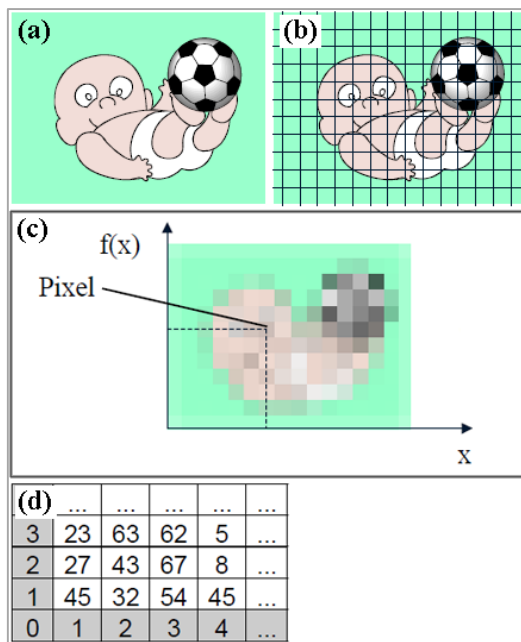 (a)
(b)
(c)
f(x)
Pixel
x
(d)
... ... ... ... ...
3 23 63 62 5 ...
2 27 43 67 8 ...
1 45 32 54 45 ...
0 1 2 3 4 ...